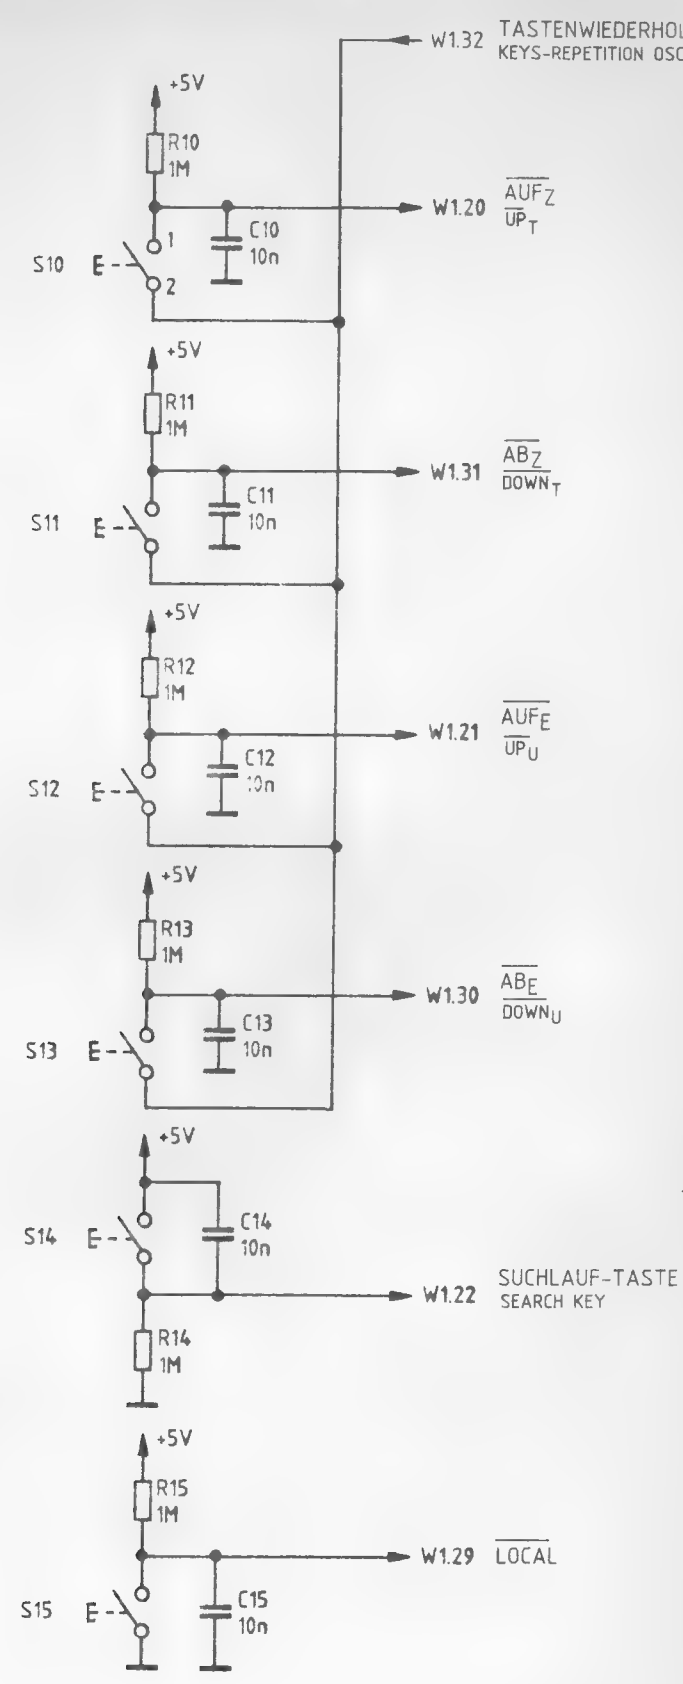 W1.32 TASTENWIEDERHOL
KEYS-REPETITION OSC
+5V
R10
1M
W1.20 AUFZ
UPT
C10
10n
1
S10 E
2
+5V
R11
1M
W1.31 ABZ
DOWNT
C11
10n
S11 E
+5V
R12
1M
W1.21 AUFE
UPU
C12
10n
S12 E
+5V
R13
1M
W1.30 ABE
DOWNU
C13
10n
S13 E
+5V
C14
10n
S14 E
W1.22 SUCHLAUF-TASTE
SEARCH KEY
R14
1M
+5V
R15
1M
W1.29 LOCAL
C15
10n
S15 E